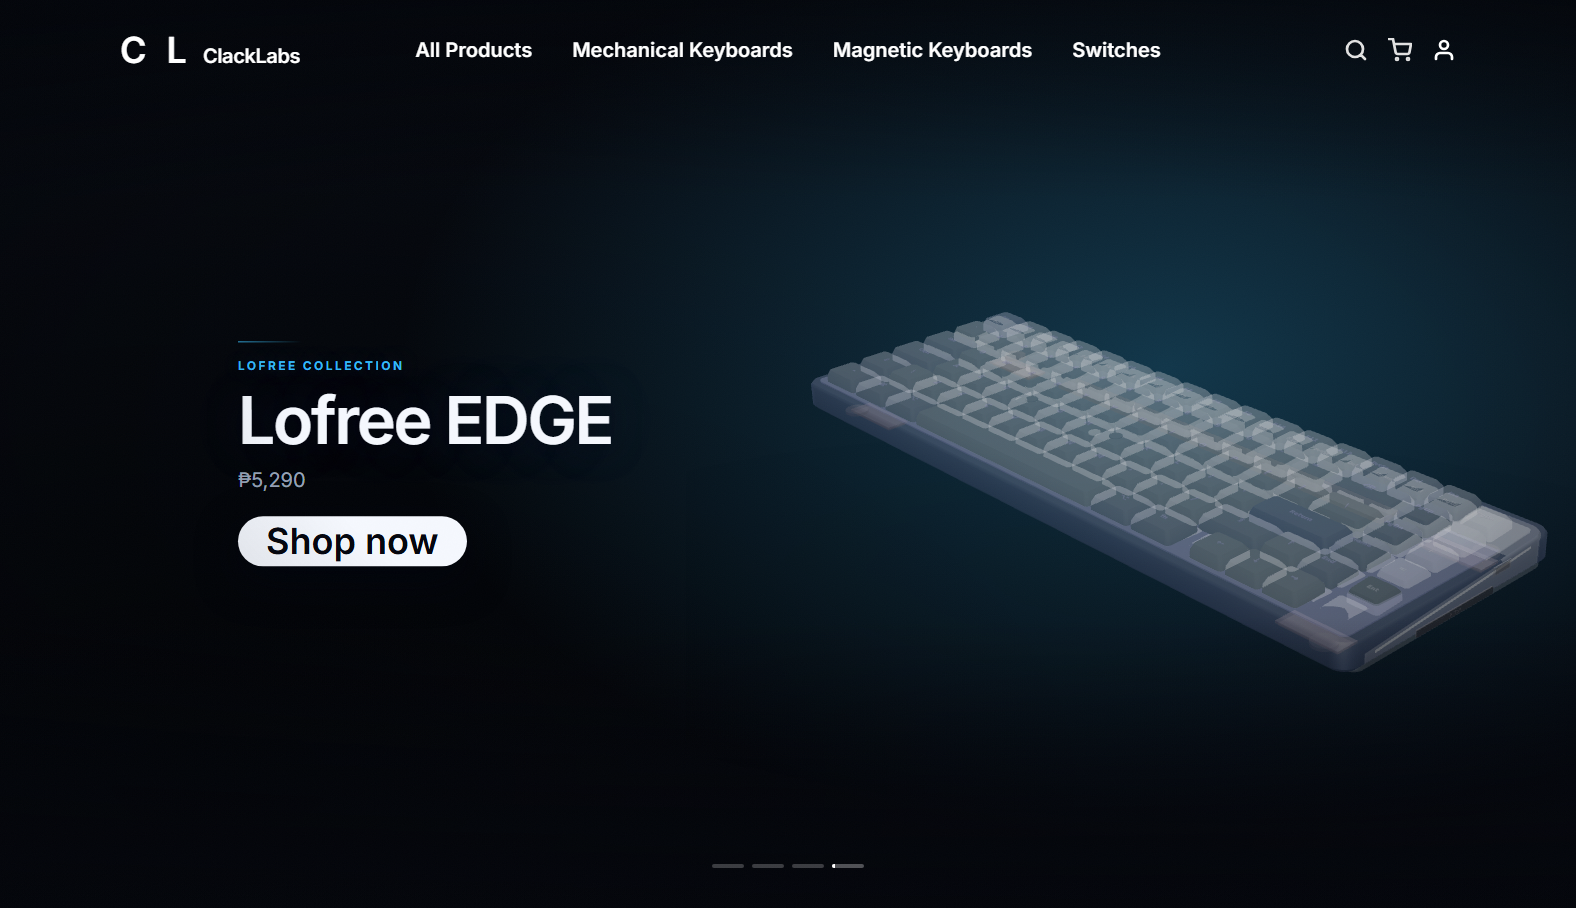 C L ClackLabs
All Products
Mechanical Keyboards
Magnetic Keyboards
Switches
LOFREE COLLECTION
Lofree EDGE
₱5,290
Shop now